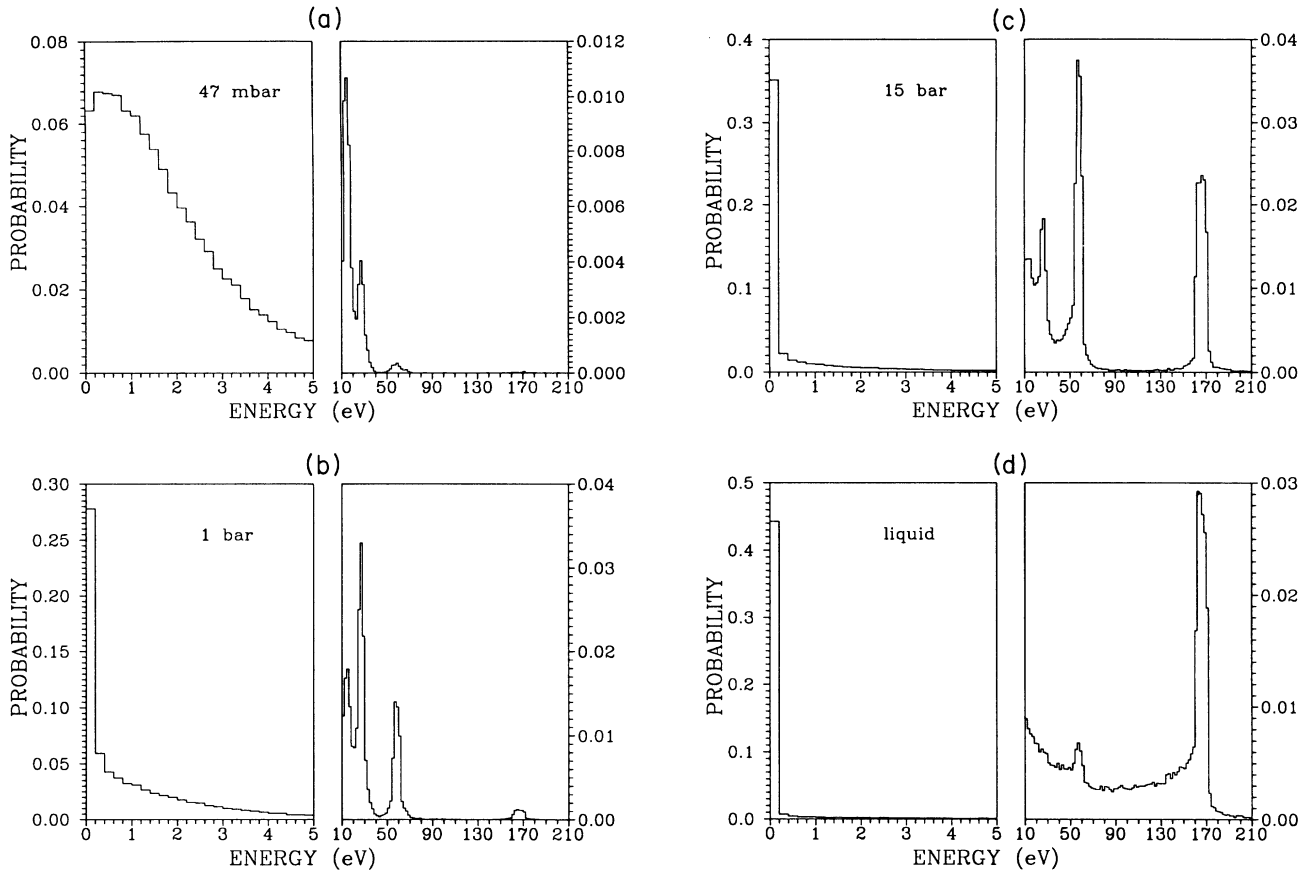 (a)
0.08
0.06
0.04
0.02
0.00
PROBABILITY
47 mbar
0.012
0.010
0.008
0.006
0.004
0.002
0.000
0 1 2 3 4 5 10 50 90 130 170 210
ENERGY (eV)
(c)
0.4
0.3
0.2
0.1
0.0
PROBABILITY
15 bar
0.04
0.03
0.02
0.01
0.00
0 1 2 3 4 5 10 50 90 130 170 210
ENERGY (eV)
(b)
0.30
0.25
0.20
0.15
0.10
0.05
0.00
PROBABILITY
1 bar
0.04
0.03
0.02
0.01
0.00
0 1 2 3 4 5 10 50 90 130 170 210
ENERGY (eV)
(d)
0.5
0.4
0.3
0.2
0.1
0.0
PROBABILITY
liquid
0.03
0.02
0.01
0.00
0 1 2 3 4 5 10 50 90 130 170 210
ENERGY (eV)